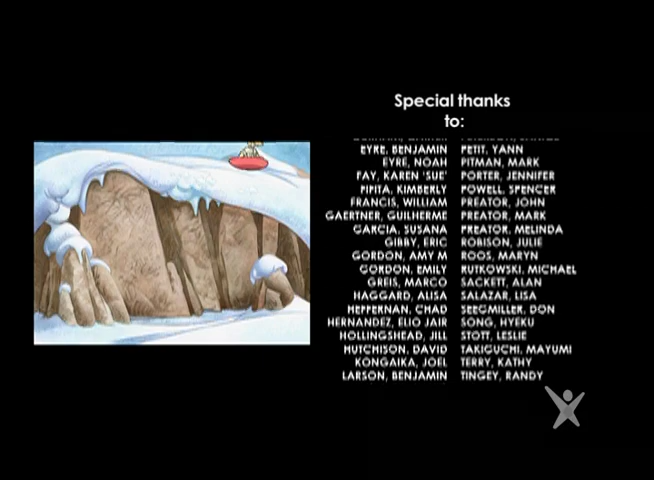 Special thanks
to:
EYRE, BENJAMIN PETIT, YANN
EYRE, NOAH PITMAN, MARK
FAY, KAREN 'SUE' PORTER, JENNIFER
FIFITA, KIMBERLY POWELL, SPENCER
FRANCIS, WILLIAM PREATOR, JOHN
GAERTNER, GUILHERME PREATOR, MARK
GARCIA, SUSANA PREATOR, MELINDA
GIBBY, ERIC ROBISON, JULIE
GORDON, AMY M ROOS, MARYN
GORDON, EMILY RUTKOWSKI, MICHAEL
GREIS, MARCO SACKETT, ALAN
HAGGARD, ALISA SALAZAR, LISA
HEPPERNAN, CHAD SEEGMILLER, DON
HERNANDEZ, ELIO JAIR SONG, HYEKU
HOLLINGSHEAD, JILL STOTT, LESLIE
HUTCHISON, DAVID TAKIGUCHI, MAYUMI
KONGAIKA, JOEL TERRY, KATHY
LARSON, BENJAMIN TINGEY, RANDY